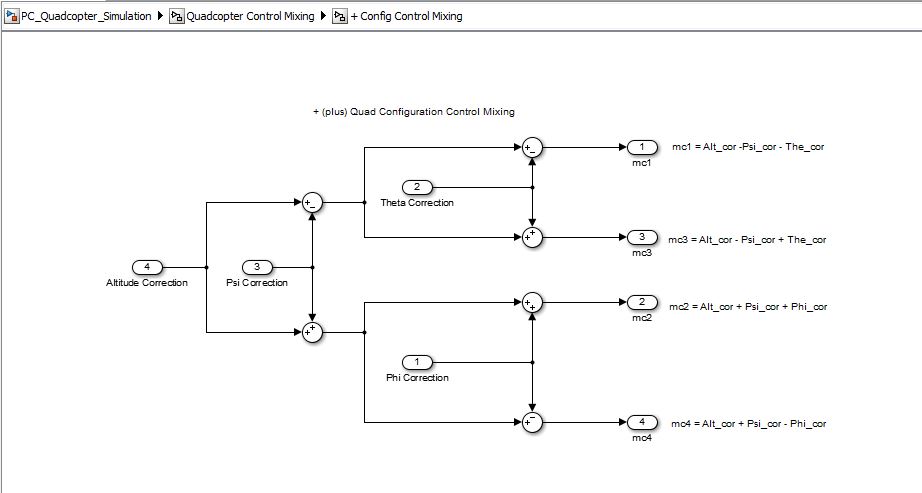 PC_Quadcopter_Simulation Quadcopter Control Mixing + Config Control Mixing
+ (plus) Quad Configuration Control Mixing
1
mc1
mc1 = Alt_cor -Psi_cor - The_cor
2
Theta Correction
3
mc3
mc3 = Alt_cor - Psi_cor + The_cor
4
Altitude Correction
3
Psi Correction
2
mc2
mc2 = Alt_cor + Psi_cor + Phi_cor
1
Phi Correction
4
mc4
mc4 = Alt_cor + Psi_cor - Phi_cor